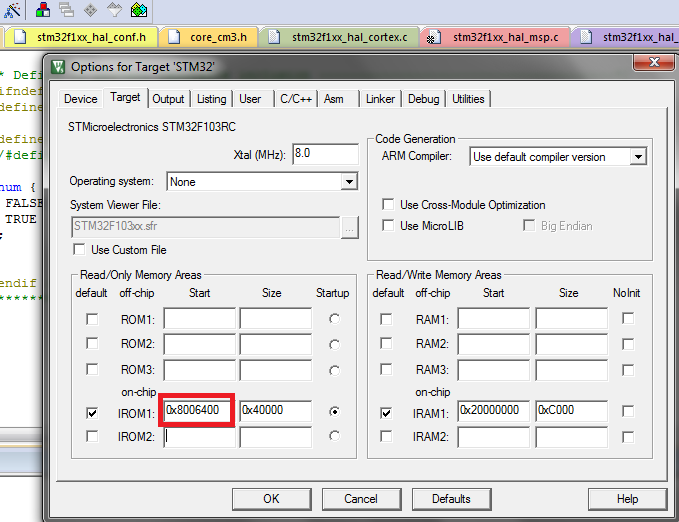 stm32f1xx_hal_conf.h core_cm3.h stm32f1xx_hal_cortex.c stm32f1xx_hal_msp.c stm32f1xx_hal_
Options for Target 'STM32'
* Defi
ifndef
define
define
/#defi
num {
FALSE
TRUE
;
endif
*******
Device Target Output Listing User C/C++ Asm Linker Debug Utilities
STMicroelectronics STM32F103RC
Xtal (MHz): 8.0
Operating system: None
System Viewer File:
STM32F103xx.sfr ...
Use Custom File
Code Generation
ARM Compiler: Use default compiler version
Use Cross-Module Optimization
Use MicroLIB Big Endian
Read/Only Memory Areas
default off-chip Start Size Startup
ROM1:
ROM2:
ROM3:
on-chip
IROM1: 0x8006400 0x40000
IROM2:
Read/Write Memory Areas
default off-chip Start Size NoInit
RAM1:
RAM2:
RAM3:
on-chip
IRAM1: 0x20000000 0xC000
IRAM2:
OK Cancel Defaults Help